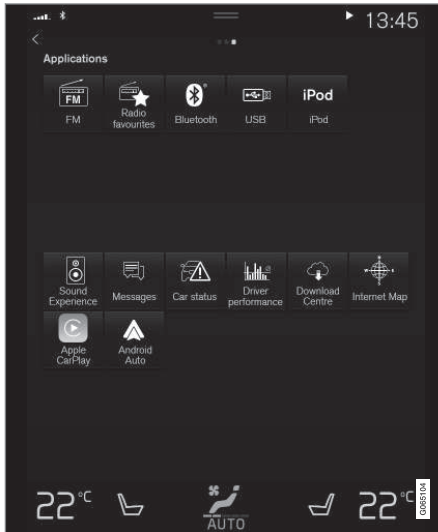 13:45
Applications
FM
FM
Radio
favourites
Bluetooth
USB
iPod
iPod
Sound
Experience
Messages
Car status
Driver
performance
Download
Centre
Internet Map
Apple
CarPlay
Android
Auto
22°C
AUTO
22°C
G065104